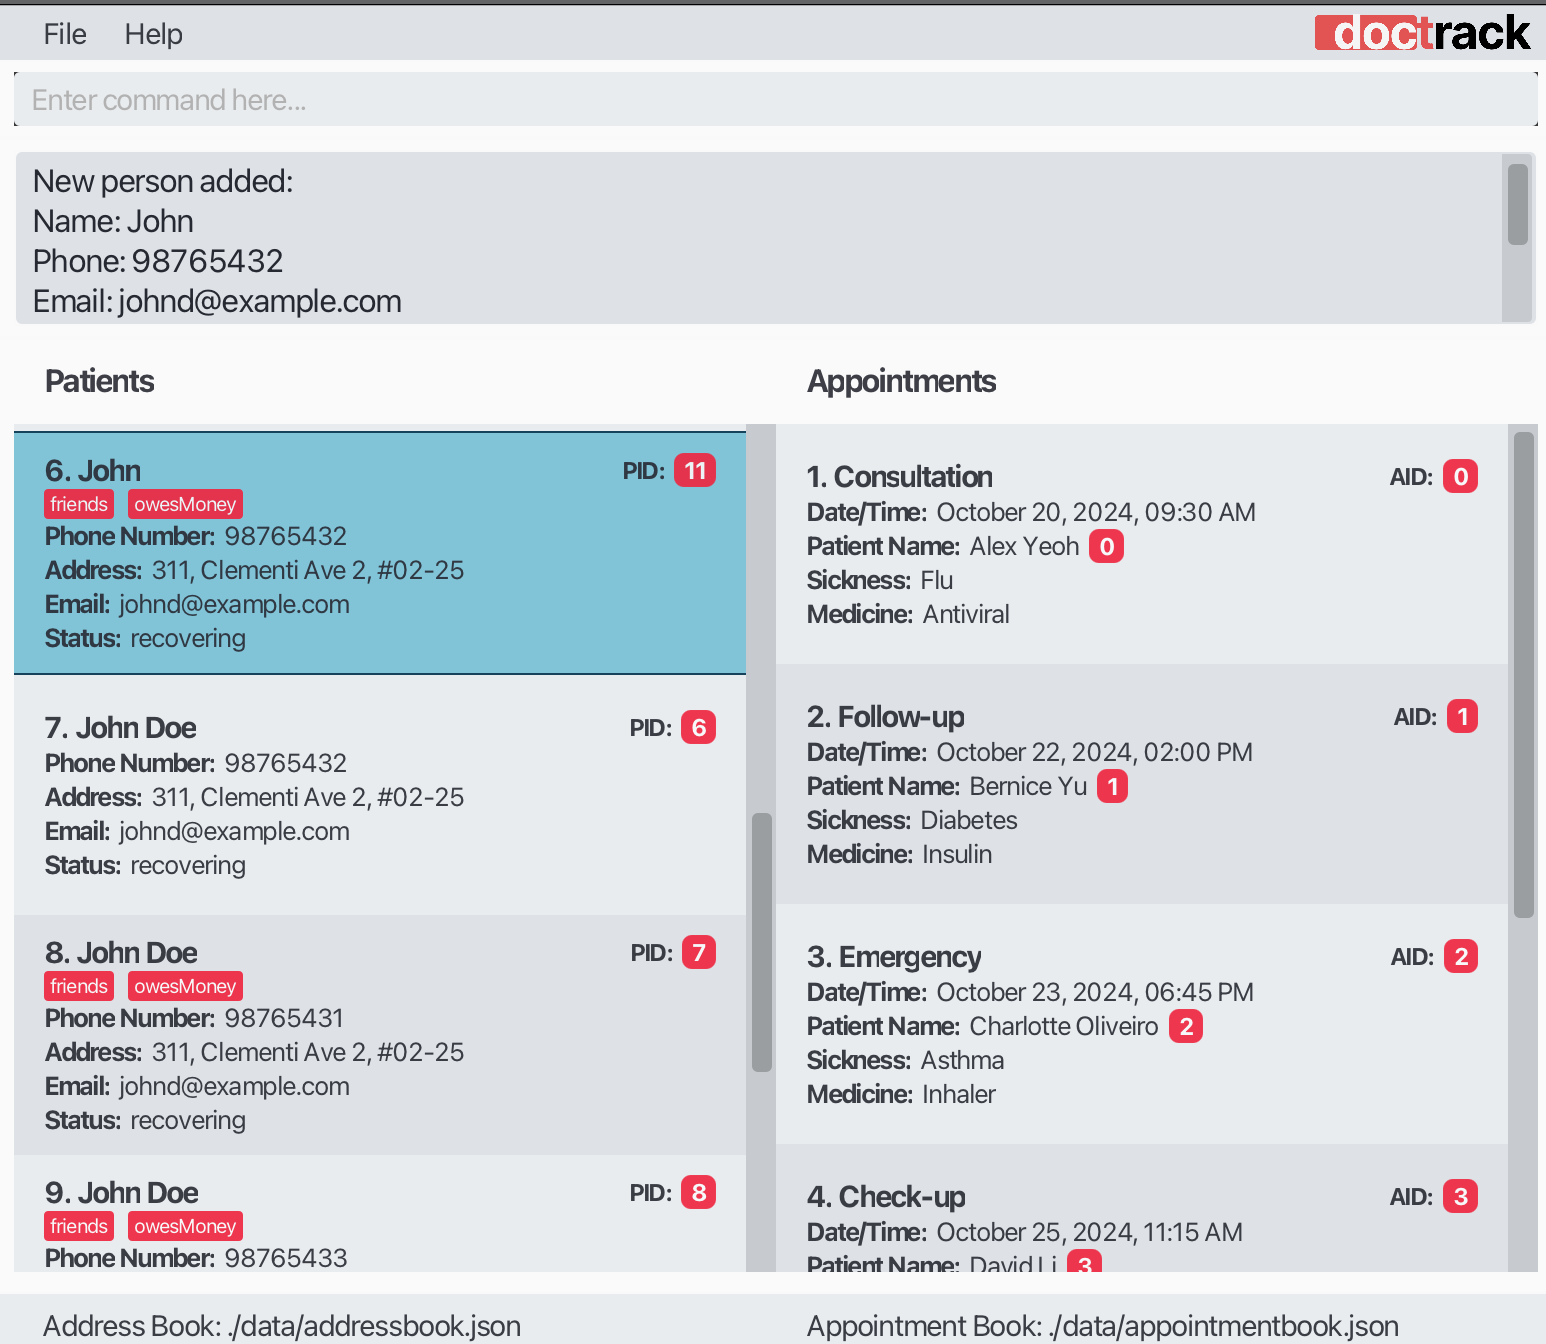 File Help doctrack
Enter command here...
New person added:
Name: John
Phone: 98765432
Email: johnd@example.com
Patients
6. John PID: 11
friends owesMoney
Phone Number: 98765432
Address: 311, Clementi Ave 2, #02-25
Email: johnd@example.com
Status: recovering
7. John Doe PID: 6
Phone Number: 98765432
Address: 311, Clementi Ave 2, #02-25
Email: johnd@example.com
Status: recovering
8. John Doe PID: 7
friends owesMoney
Phone Number: 98765431
Address: 311, Clementi Ave 2, #02-25
Email: johnd@example.com
Status: recovering
9. John Doe PID: 8
friends owesMoney
Phone Number: 98765433
Appointments
1. Consultation AID: 0
Date/Time: October 20, 2024, 09:30 AM
Patient Name: Alex Yeoh 0
Sickness: Flu
Medicine: Antiviral
2. Follow-up AID: 1
Date/Time: October 22, 2024, 02:00 PM
Patient Name: Bernice Yu 1
Sickness: Diabetes
Medicine: Insulin
3. Emergency AID: 2
Date/Time: October 23, 2024, 06:45 PM
Patient Name: Charlotte Oliveiro 2
Sickness: Asthma
Medicine: Inhaler
4. Check-up AID: 3
Date/Time: October 25, 2024, 11:15 AM
Patient Name: David Li 3
Address Book: ./data/addressbook.json
Appointment Book: ./data/appointmentbook.json